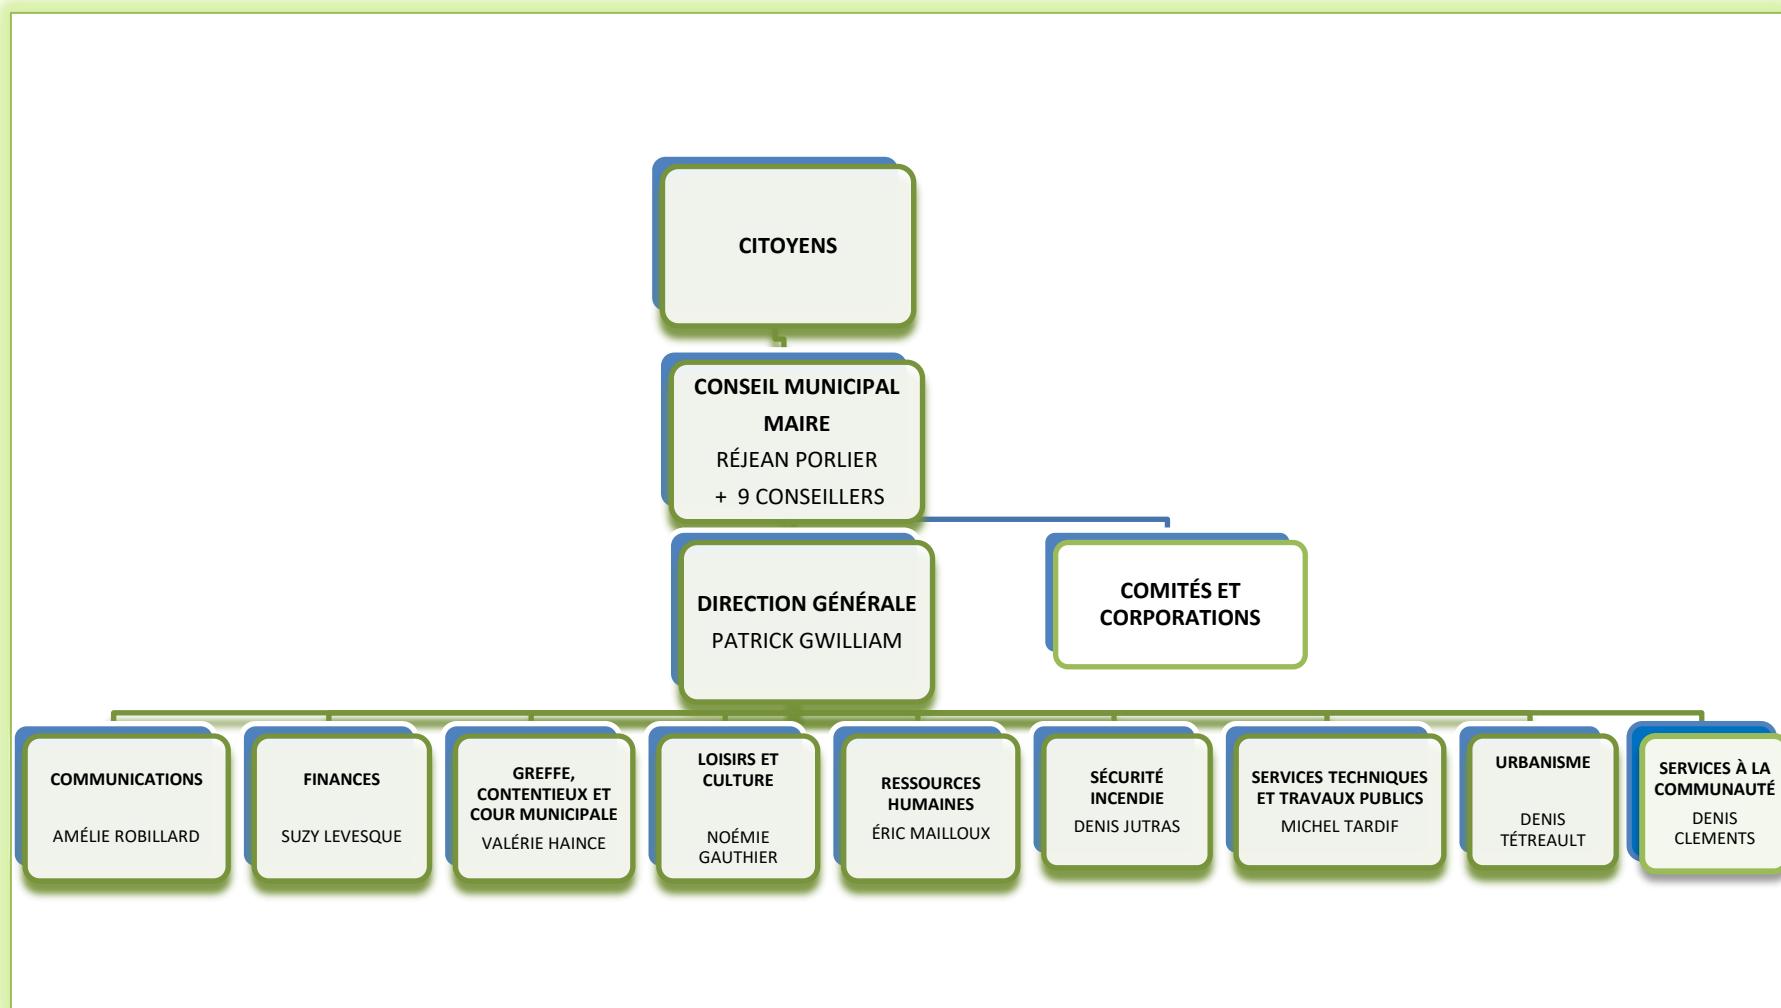 CITOYENS
CONSEIL MUNICIPAL
MAIRE
RÉJEAN PORLIER
+ 9 CONSEILLERS
DIRECTION GÉNÉRALE
PATRICK GWILLIAM
COMITÉS ET
CORPORATIONS
COMMUNICATIONS
AMÉLIE ROBILLARD
FINANCES
SUZY LEVESQUE
GREFFE,
CONTENTIEUX ET
COUR MUNICIPALE
VALÉRIE HAINCE
LOISIRS ET
CULTURE
NOÉMIE
GAUTHIER
RESSOURCES
HUMAINES
ÉRIC MAILLOUX
SÉCURITÉ
INCENDIE
DENIS JUTRAS
SERVICES TECHNIQUES
ET TRAVAUX PUBLICS
MICHEL TARDIF
URBANISME
DENIS
TÉTREAULT
SERVICES À LA
COMMUNAUTÉ
DENIS
CLEMENTS